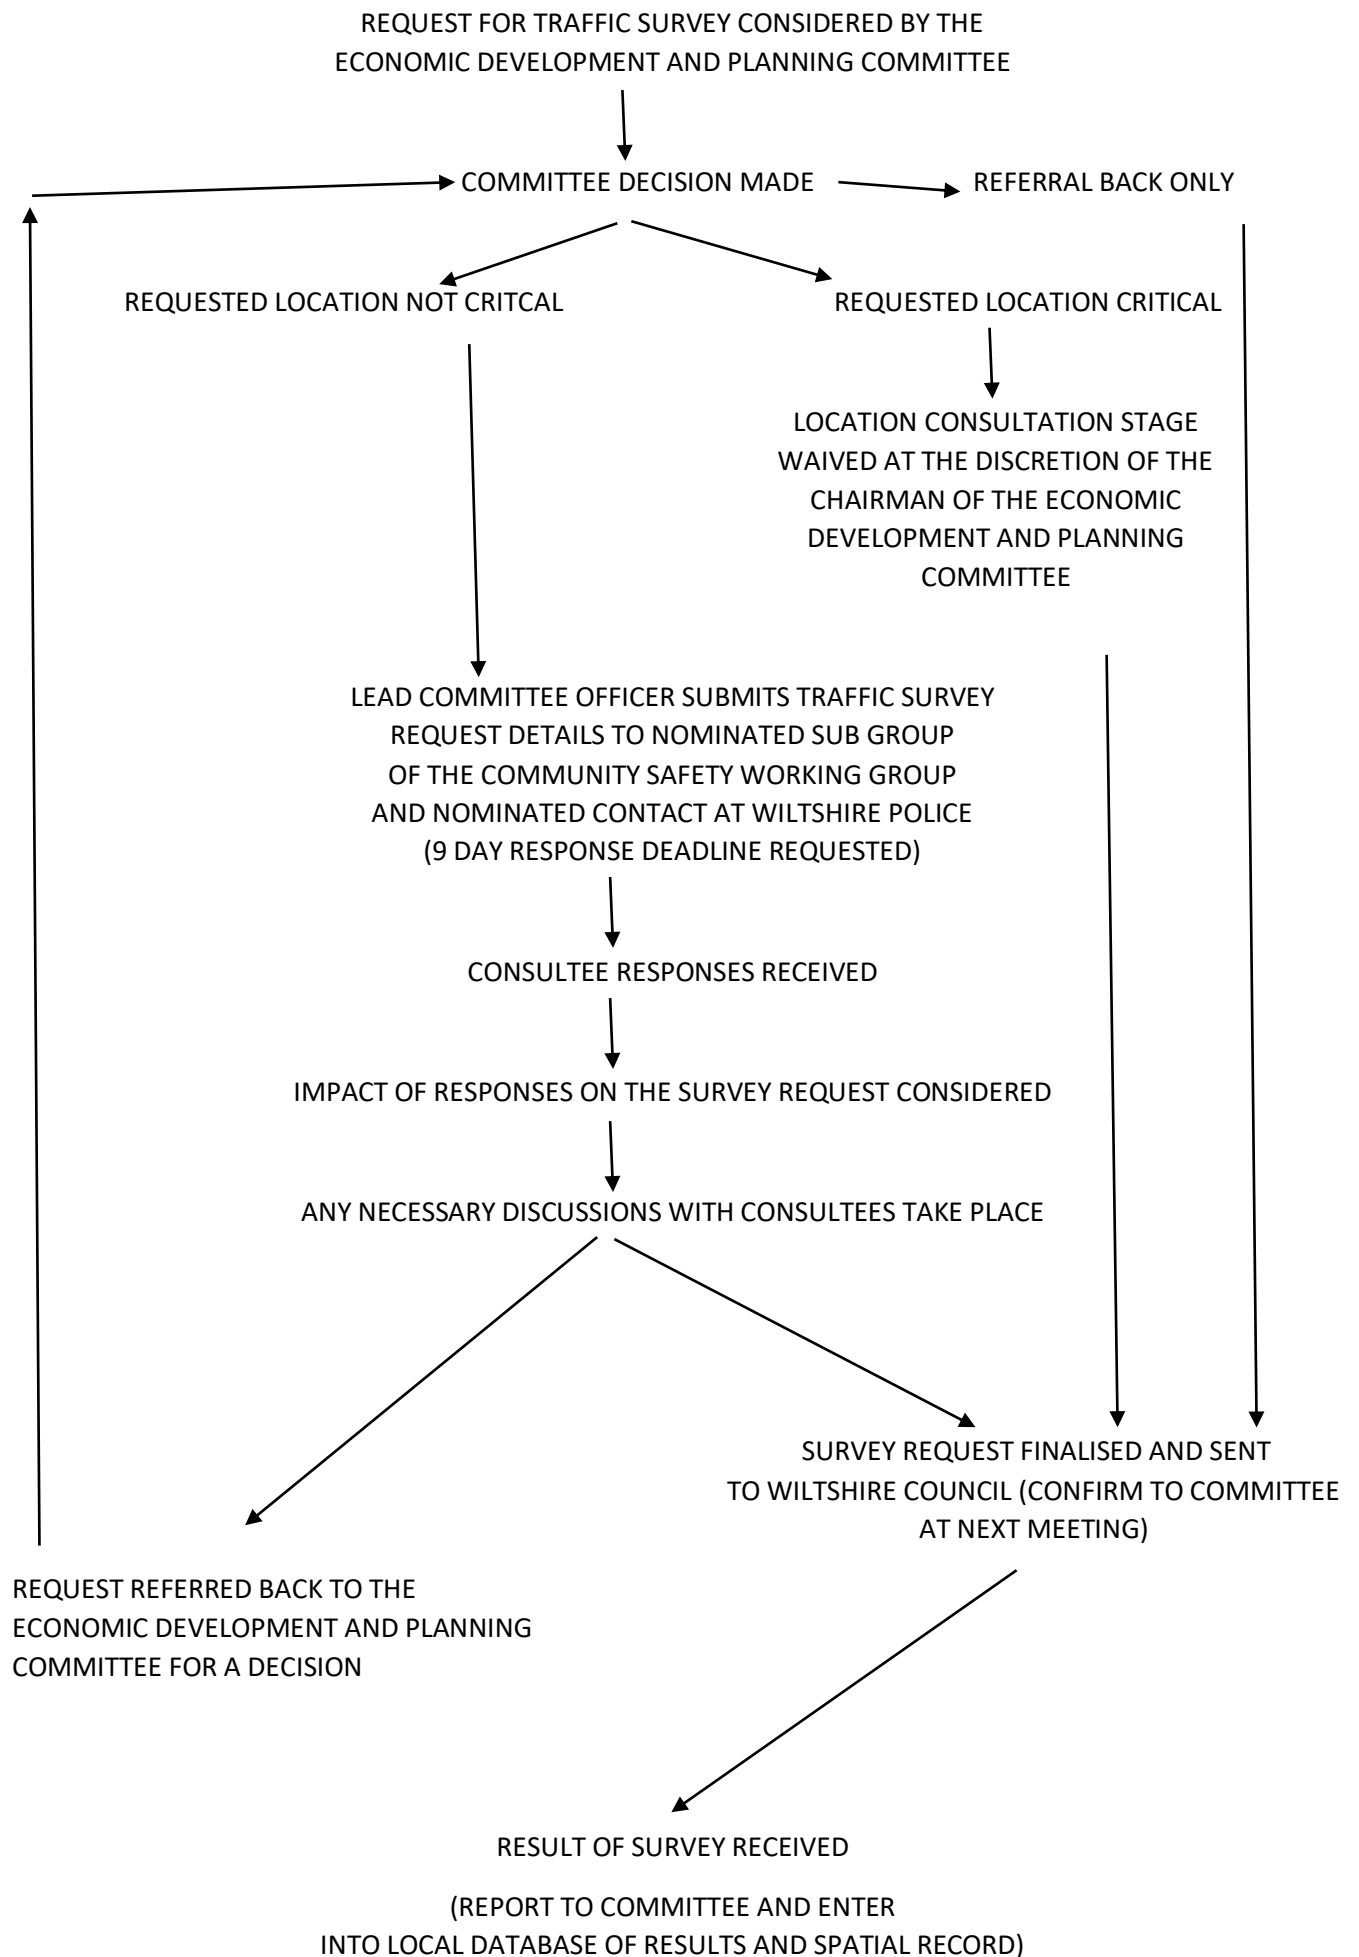 REQUEST FOR TRAFFIC SURVEY CONSIDERED BY THE
ECONOMIC DEVELOPMENT AND PLANNING COMMITTEE
COMMITTEE DECISION MADE
REFERRAL BACK ONLY
REQUESTED LOCATION NOT CRITCAL
REQUESTED LOCATION CRITICAL
LOCATION CONSULTATION STAGE
WAIVED AT THE DISCRETION OF THE
CHAIRMAN OF THE ECONOMIC
DEVELOPMENT AND PLANNING
COMMITTEE
LEAD COMMITTEE OFFICER SUBMITS TRAFFIC SURVEY
REQUEST DETAILS TO NOMINATED SUB GROUP
OF THE COMMUNITY SAFETY WORKING GROUP
AND NOMINATED CONTACT AT WILTSHIRE POLICE
(9 DAY RESPONSE DEADLINE REQUESTED)
CONSULTEE RESPONSES RECEIVED
IMPACT OF RESPONSES ON THE SURVEY REQUEST CONSIDERED
ANY NECESSARY DISCUSSIONS WITH CONSULTEES TAKE PLACE
SURVEY REQUEST FINALISED AND SENT
TO WILTSHIRE COUNCIL (CONFIRM TO COMMITTEE
AT NEXT MEETING)
REQUEST REFERRED BACK TO THE
ECONOMIC DEVELOPMENT AND PLANNING
COMMITTEE FOR A DECISION
RESULT OF SURVEY RECEIVED
(REPORT TO COMMITTEE AND ENTER
INTO LOCAL DATABASE OF RESULTS AND SPATIAL RECORD)